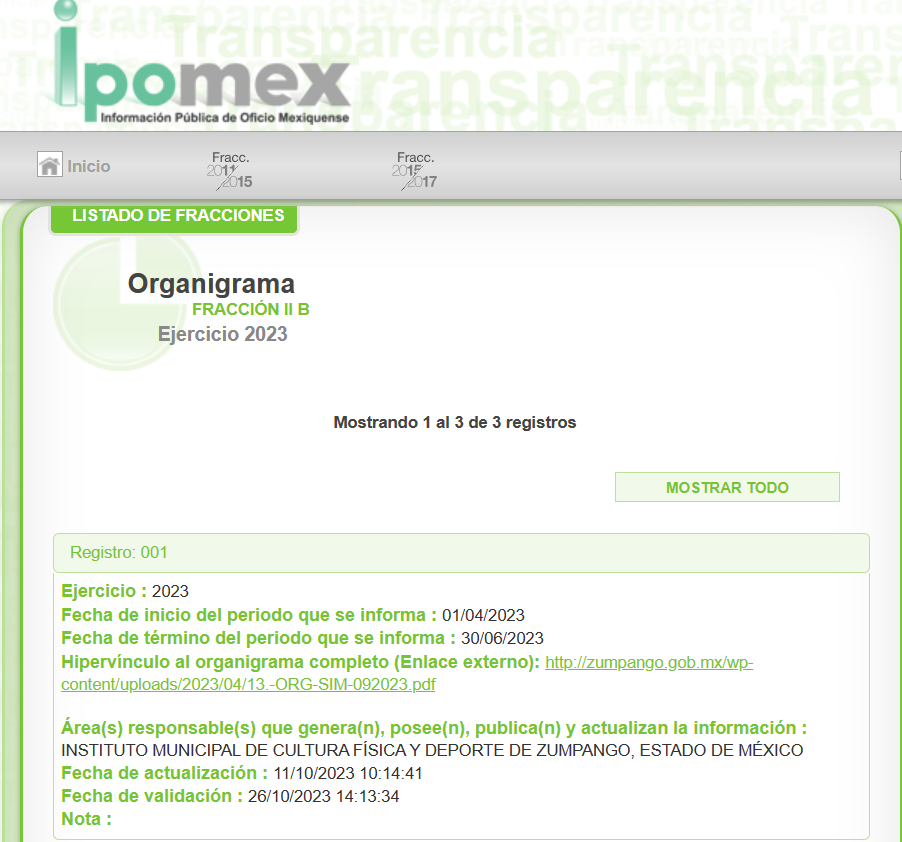 ipomex
Información Pública de Oficio Mexiquense
Inicio
Fracc.
2011/2015
Fracc.
2015/2017
LISTADO DE FRACCIONES
Organigrama
FRACCIÓN II B
Ejercicio 2023
Mostrando 1 al 3 de 3 registros
MOSTRAR TODO
Registro: 001
Ejercicio : 2023
Fecha de inicio del periodo que se informa : 01/04/2023
Fecha de término del periodo que se informa : 30/06/2023
Hipervínculo al organigrama completo (Enlace externo): http://zumpango.gob.mx/wp-
content/uploads/2023/04/13.-ORG-SIM-092023.pdf
Área(s) responsable(s) que genera(n), posee(n), publica(n) y actualizan la información :
INSTITUTO MUNICIPAL DE CULTURA FÍSICA Y DEPORTE DE ZUMPANGO, ESTADO DE MÉXICO
Fecha de actualización : 11/10/2023 10:14:41
Fecha de validación : 26/10/2023 14:13:34
Nota :